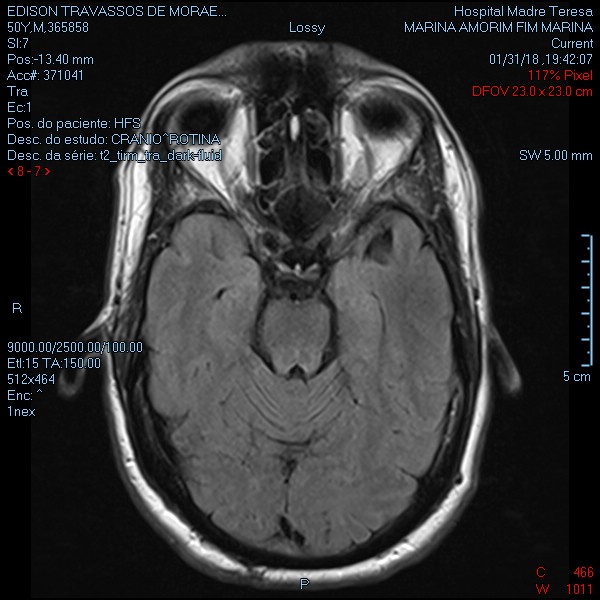 EDISON TRAVASSOS DE MORAE...
50Y,M,365858
Sl:7
Pos:-13.40 mm
Acc#: 371041
Tra
Ec:1
Pos. do paciente: HFS
Desc. do estudo: CRANIO^ROTINA
Desc. da série: t2_tirm_tra_dark-fluid
< 8 - 7 >
Lossy
Hospital Madre Teresa
MARINA AMORIM FIM MARINA
Current
01/31/18 ,19:42:07
117% Pixel
DFOV 23.0 x 23.0 cm
SW 5.00 mm
R
9000.00/2500.00/100.00
Etl:15 TA:150.00
512x464
Enc: ^
1nex
5 cm
P
C 466
W 1011